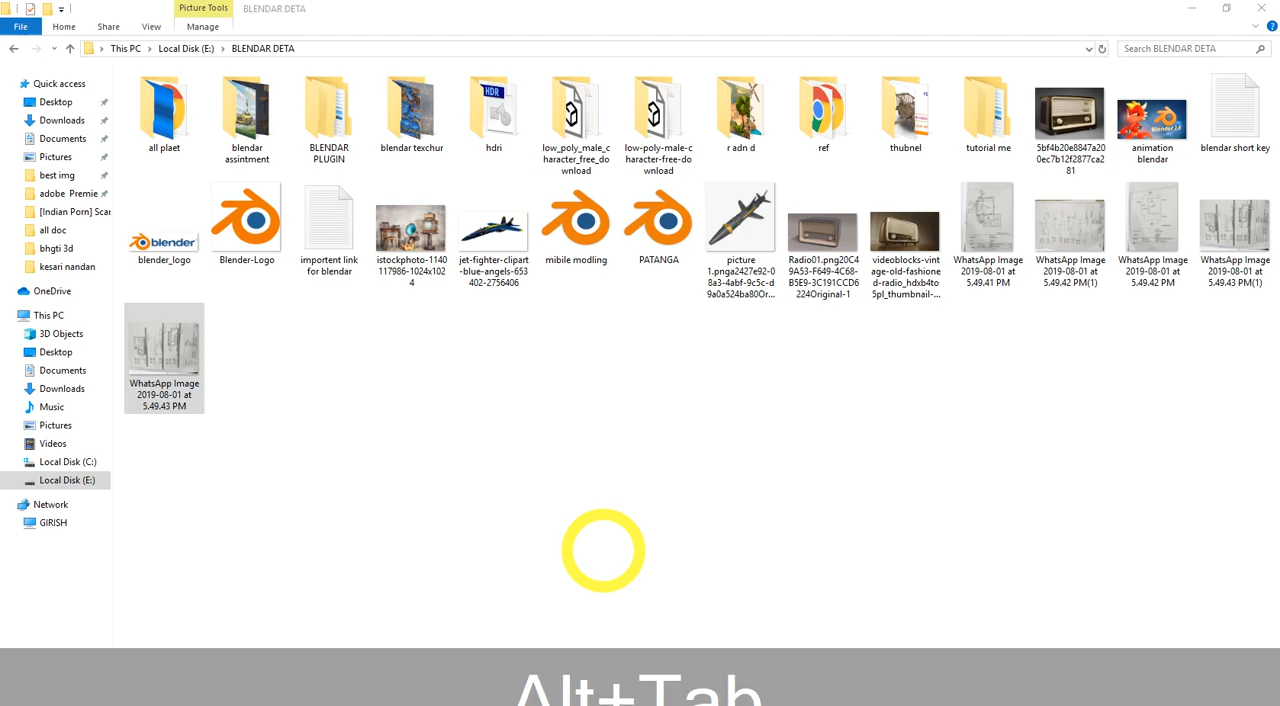 Picture Tools
BLENDAR DETA
File
Home
Share
View
Manage
This PC
Local Disk (E:)
BLENDAR DETA
Search BLENDAR DETA
Quick access
Desktop
Downloads
Documents
Pictures
best img
adobe Premie
[Indian Porn] Scar
all doc
bhgti 3d
kesari nandan
OneDrive
This PC
3D Objects
Desktop
Documents
Downloads
Music
Pictures
Videos
Local Disk (C:)
Local Disk (E:)
Network
GIRISH
all plaet
blendar
assintment
BLENDAR
PLUGIN
blendar texchur
HDR
hdri
low_poly_male_c
haracter_free_do
wnload
low-poly-male-c
haracter-free-do
wnload
r adn d
ref
thubnel
tutorial me
5bf4b20e8847a20
0ec7b12f2877ca2
81
animation
blendar
blendar short key
blender
blender_logo
Blender-Logo
importent link
for blendar
istockphoto-1140
117986-1024x102
4
jet-fighter-clipart
-blue-angels-653
402-2756406
mibile modling
PATANGA
picture
1.pnga2427e92-0
8a3-4abf-9c5c-d
9a0a524ba80Or...
Radio01.png20C4
9A53-F649-4C68-
B5E9-3C191CCD6
224Original-1
videoblocks-vint
age-old-fashione
d-radio_hdxb4to
5pl_thumbnail-...
WhatsApp Image
2019-08-01 at
5.49.41 PM
WhatsApp Image
2019-08-01 at
5.49.42 PM(1)
WhatsApp Image
2019-08-01 at
5.49.42 PM
WhatsApp Image
2019-08-01 at
5.49.43 PM(1)
WhatsApp Image
2019-08-01 at
5.49.43 PM
Alt+Tab